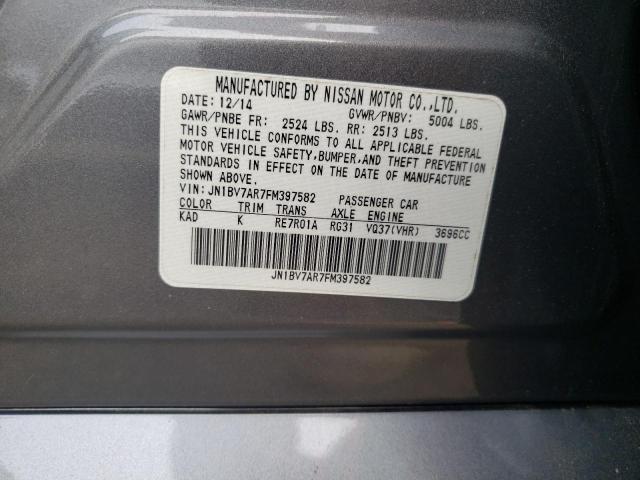 MANUFACTURED BY NISSAN MOTOR CO.,LTD.
DATE: 12/14 GVWR/PNBV: 5004 LBS.
GAWR/PNBE FR: 2524 LBS. RR: 2513 LBS.
THIS VEHICLE CONFORMS TO ALL APPLICABLE FEDERAL
MOTOR VEHICLE SAFETY,BUMPER,AND THEFT PREVENTION
STANDARDS IN EFFECT ON THE DATE OF MANUFACTURE
SHOWN ABOVE.
VIN: JN1BV7AR7FM397582 PASSENGER CAR
COLOR TRIM TRANS AXLE ENGINE
KAD K RE7R01A RG31 VQ37(VHR) 3696CC
JN1BV7AR7FM397582